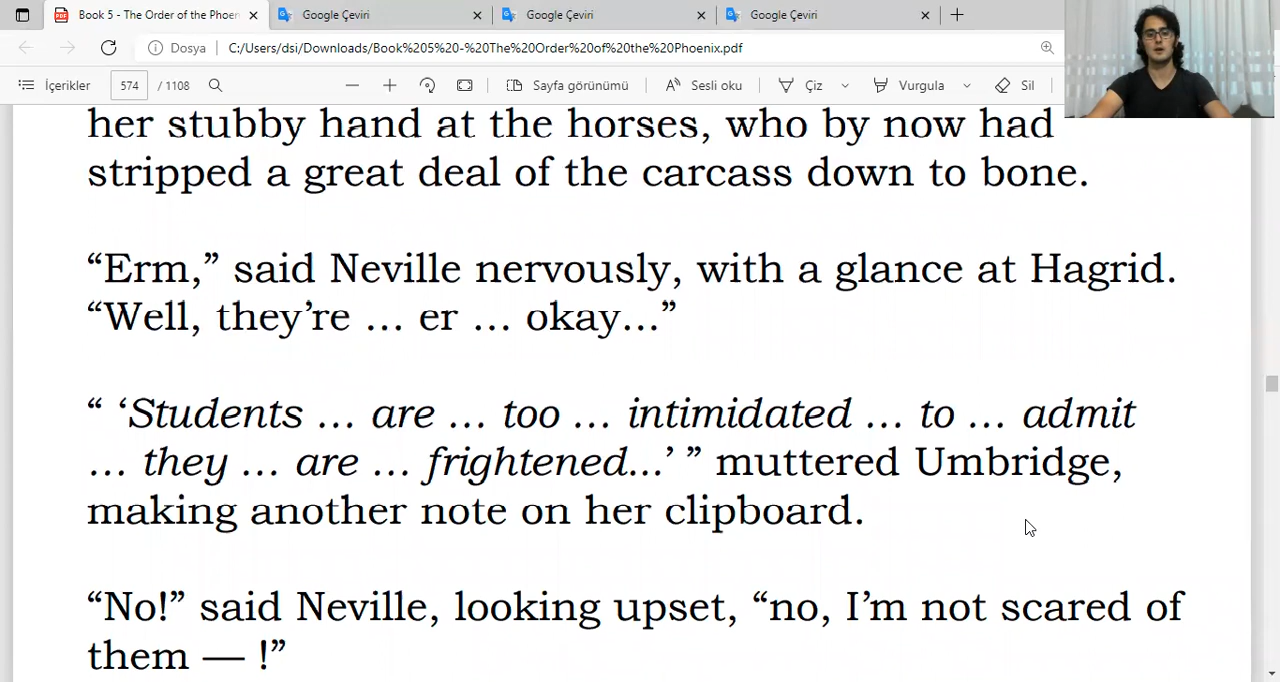 Book 5 - The Order of the Phoen
Google Çeviri
Google Çeviri
Google Çeviri
Dosya
C:/Users/dsi/Downloads/Book%205%20-%20The%20Order%20of%20the%20Phoenix.pdf
İçerikler
574
/ 1108
Sayfa görünümü
Sesli oku
Çiz
Vurgula
Sil
her stubby hand at the horses, who by now had
stripped a great deal of the carcass down to bone.
“Erm,” said Neville nervously, with a glance at Hagrid.
“Well, they’re … er … okay…”
“ ‘Students … are … too … intimidated … to … admit
… they … are … frightened…’ ” muttered Umbridge,
making another note on her clipboard.
“No!” said Neville, looking upset, “no, I’m not scared of
them — !”